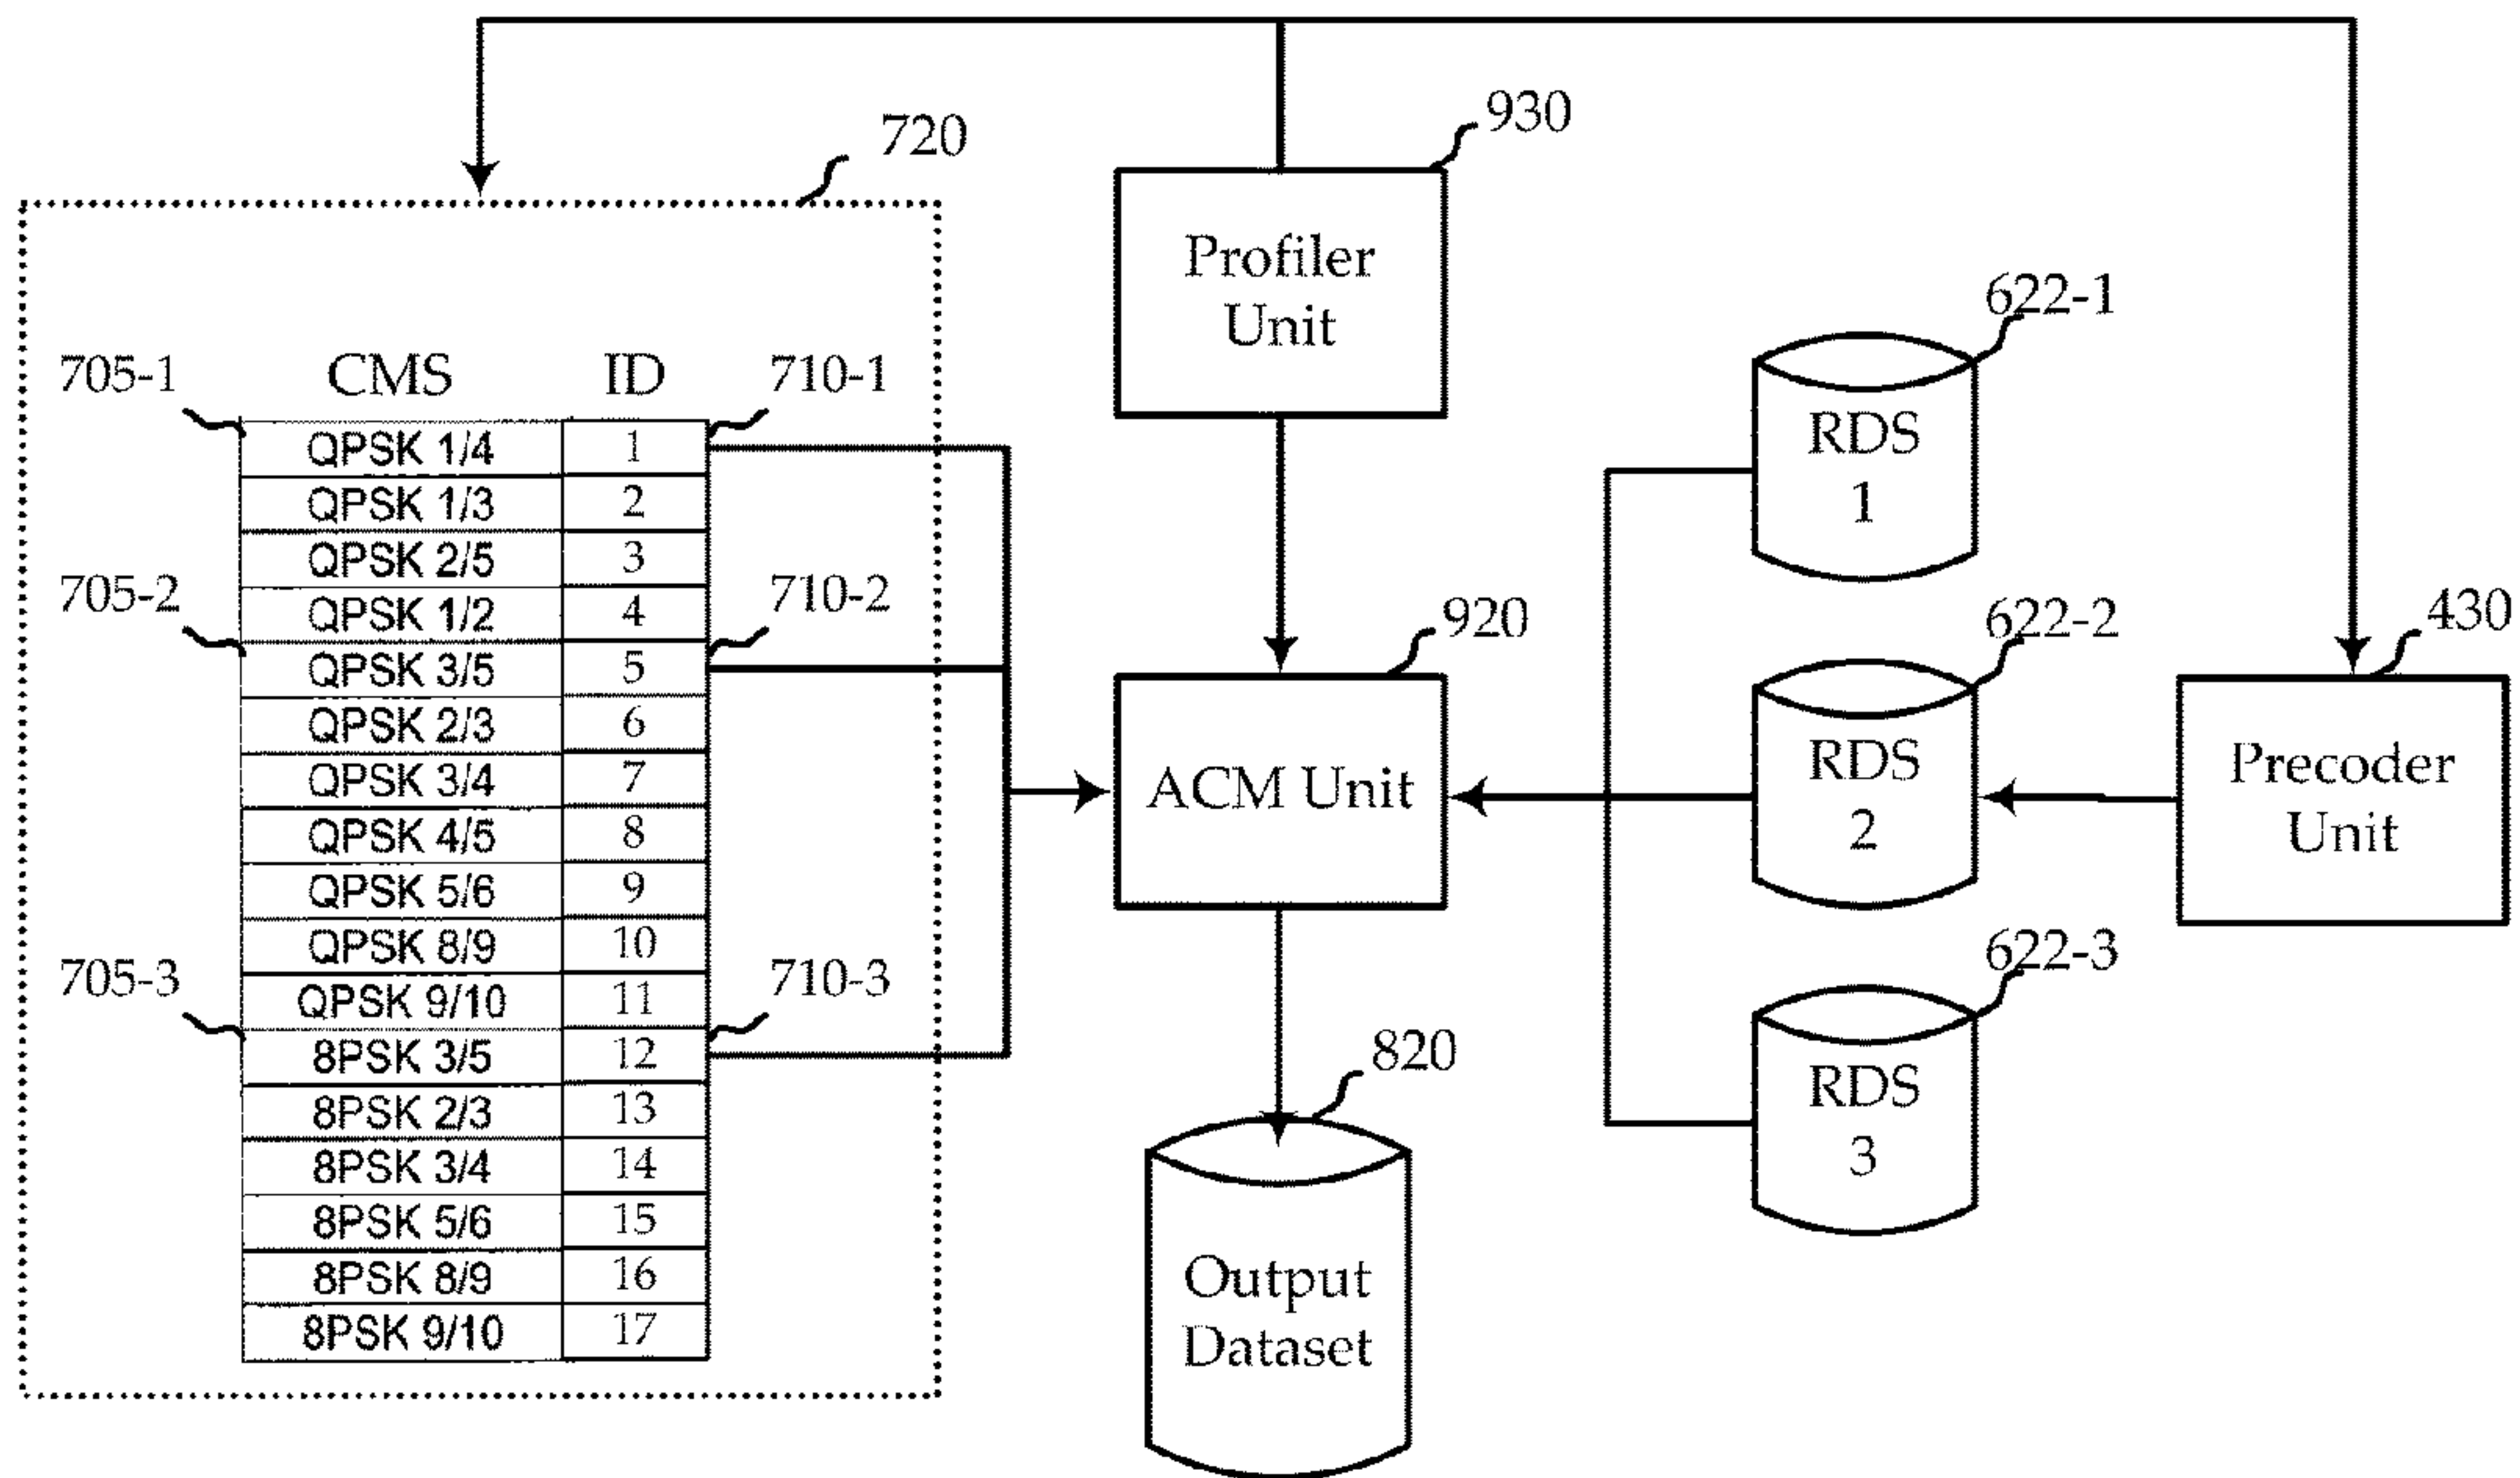 720
930
Profiler
Unit
622-1
705-1
CMS
ID
710-1
QPSK 1/4
1
QPSK 1/3
2
QPSK 2/5
3
705-2
710-2
QPSK 1/2
4
QPSK 3/5
5
QPSK 2/3
6
QPSK 3/4
7
QPSK 4/5
8
QPSK 5/6
9
QPSK 8/9
10
705-3
710-3
QPSK 9/10
11
8PSK 3/5
12
8PSK 2/3
13
8PSK 3/4
14
8PSK 5/6
15
8PSK 8/9
16
8PSK 9/10
17
RDS
1
920
ACM Unit
622-2
RDS
2
430
Precoder
Unit
622-3
RDS
3
820
Output
Dataset